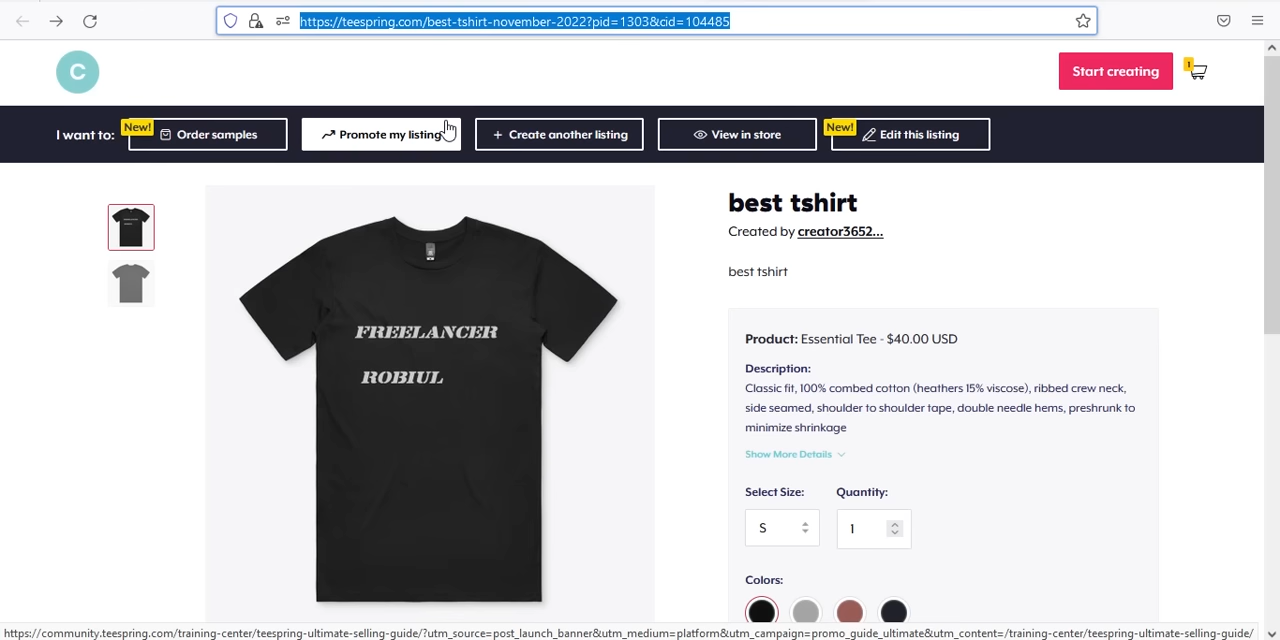 https://teespring.com/best-tshirt-november-2022?pid=1303&cid=104485
C
Start creating
1
I want to:
New!
Order samples
Promote my listing
+ Create another listing
View in store
New!
Edit this listing
best tshirt
Created by creator3652...
best tshirt
FREELANCER
ROBIUL
Product: Essential Tee - $40.00 USD
Description:
Classic fit, 100% combed cotton (heathers 15% viscose), ribbed crew neck,
side seamed, shoulder to shoulder tape, double needle hems, preshrunk to
minimize shrinkage
Show More Details
Select Size:
Quantity:
S
1
Colors:
https://community.teespring.com/training-center/teespring-ultimate-selling-guide/?utm_source=post_launch_banner&utm_medium=platform&utm_campaign=promo_guide_ultimate&utm_content=/training-center/teespring-ultimate-selling-guide/